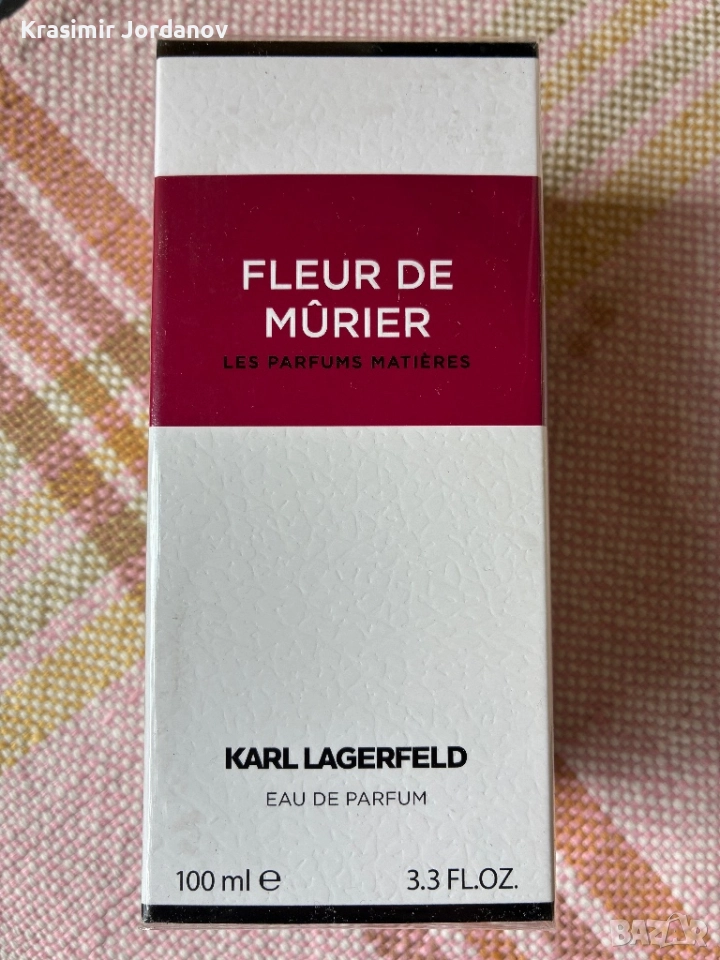 Krasimir Jordanov
FLEUR DE
MÛRIER
LES PARFUMS MATIÈRES
KARL LAGERFELD
EAU DE PARFUM
100 ml ℮
3.3 FL.OZ.
BAZAR